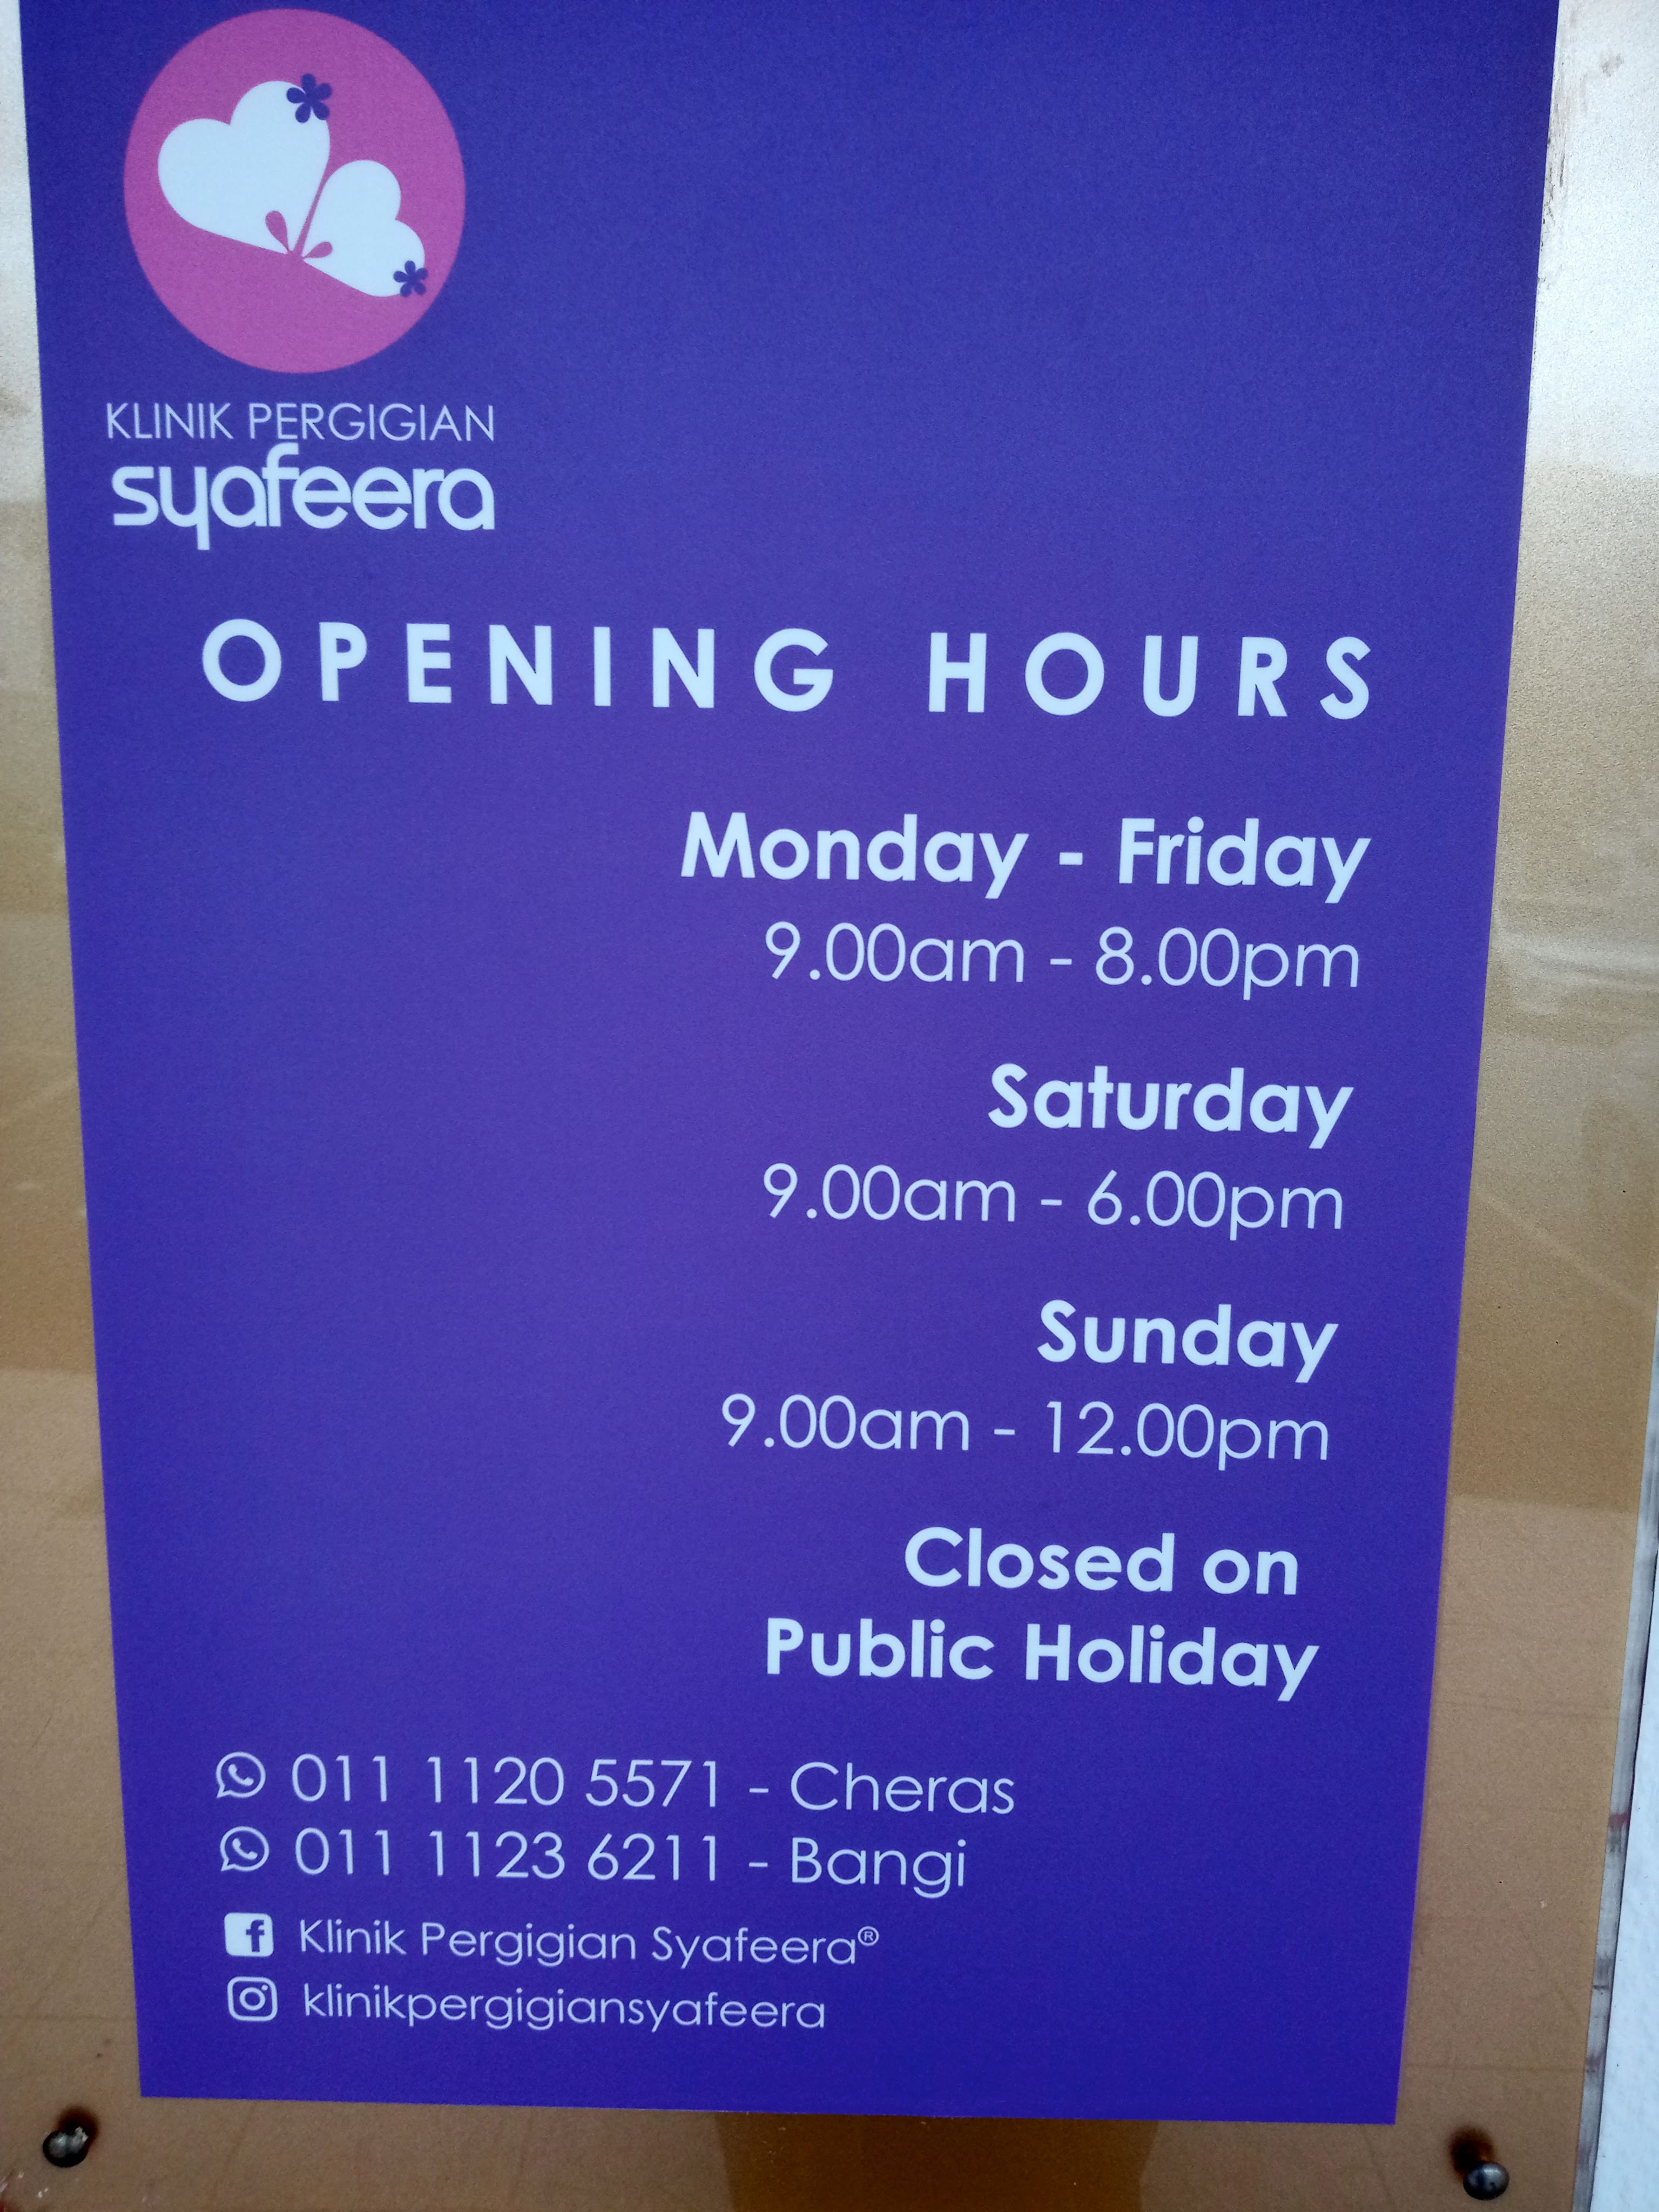 KLINIK PERGIGIAN
syafeera
OPENING HOURS
Monday - Friday
9.00am - 8.00pm
Saturday
9.00am - 6.00pm
Sunday
9.00am - 12.00pm
Closed on
Public Holiday
011 1120 5571 - Cheras
011 1123 6211 - Bangi
Klinik Pergigian Syafeera®
klinikpergigiansyafeera